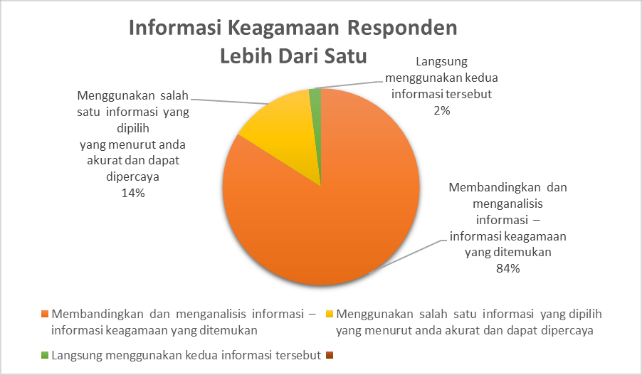 Informasi Keagamaan Responden
Lebih Dari Satu
Langsung
menggunakan kedua
informasi tersebut
2%
Menggunakan salah
satu informasi yang
dipilih
yang menurut anda
akurat dan dapat
dipercaya
14%
Membandingkan dan
menganalisis
informasi –
informasi keagamaan
yang ditemukan
84%
Membandingkan dan menganalisis informasi –
informasi keagamaan yang ditemukan
Menggunakan salah satu informasi yang dipilih
yang menurut anda akurat dan dapat dipercaya
Langsung menggunakan kedua informasi tersebut